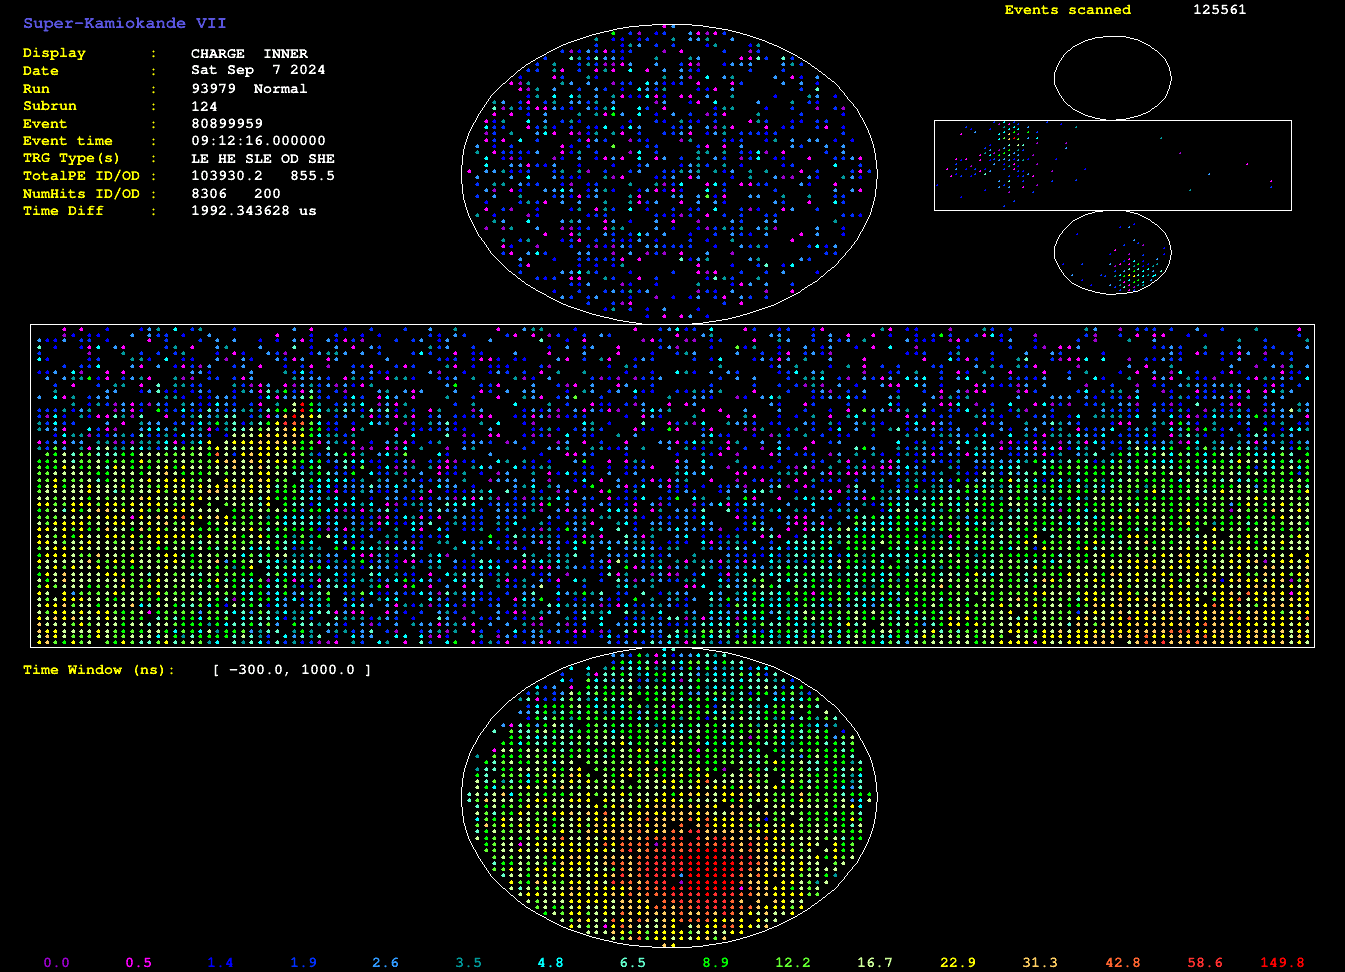 Super-Kamiokande VII
Events scanned 125561
Display : CHARGE INNER
Date : Sat Sep 7 2024
Run : 93979 Normal
Subrun : 124
Event : 80899959
Event time : 09:12:16.000000
TRG Type(s) : LE HE SLE OD SHE
TotalPE ID/OD : 103930.2 855.5
NumHits ID/OD : 8306 200
Time Diff : 1992.343628 us
Time Window (ns): [ -300.0, 1000.0 ]
0.0 0.5 1.4 1.9 2.6 3.5 4.8 6.5 8.9 12.2 16.7 22.9 31.3 42.8 58.6 149.8